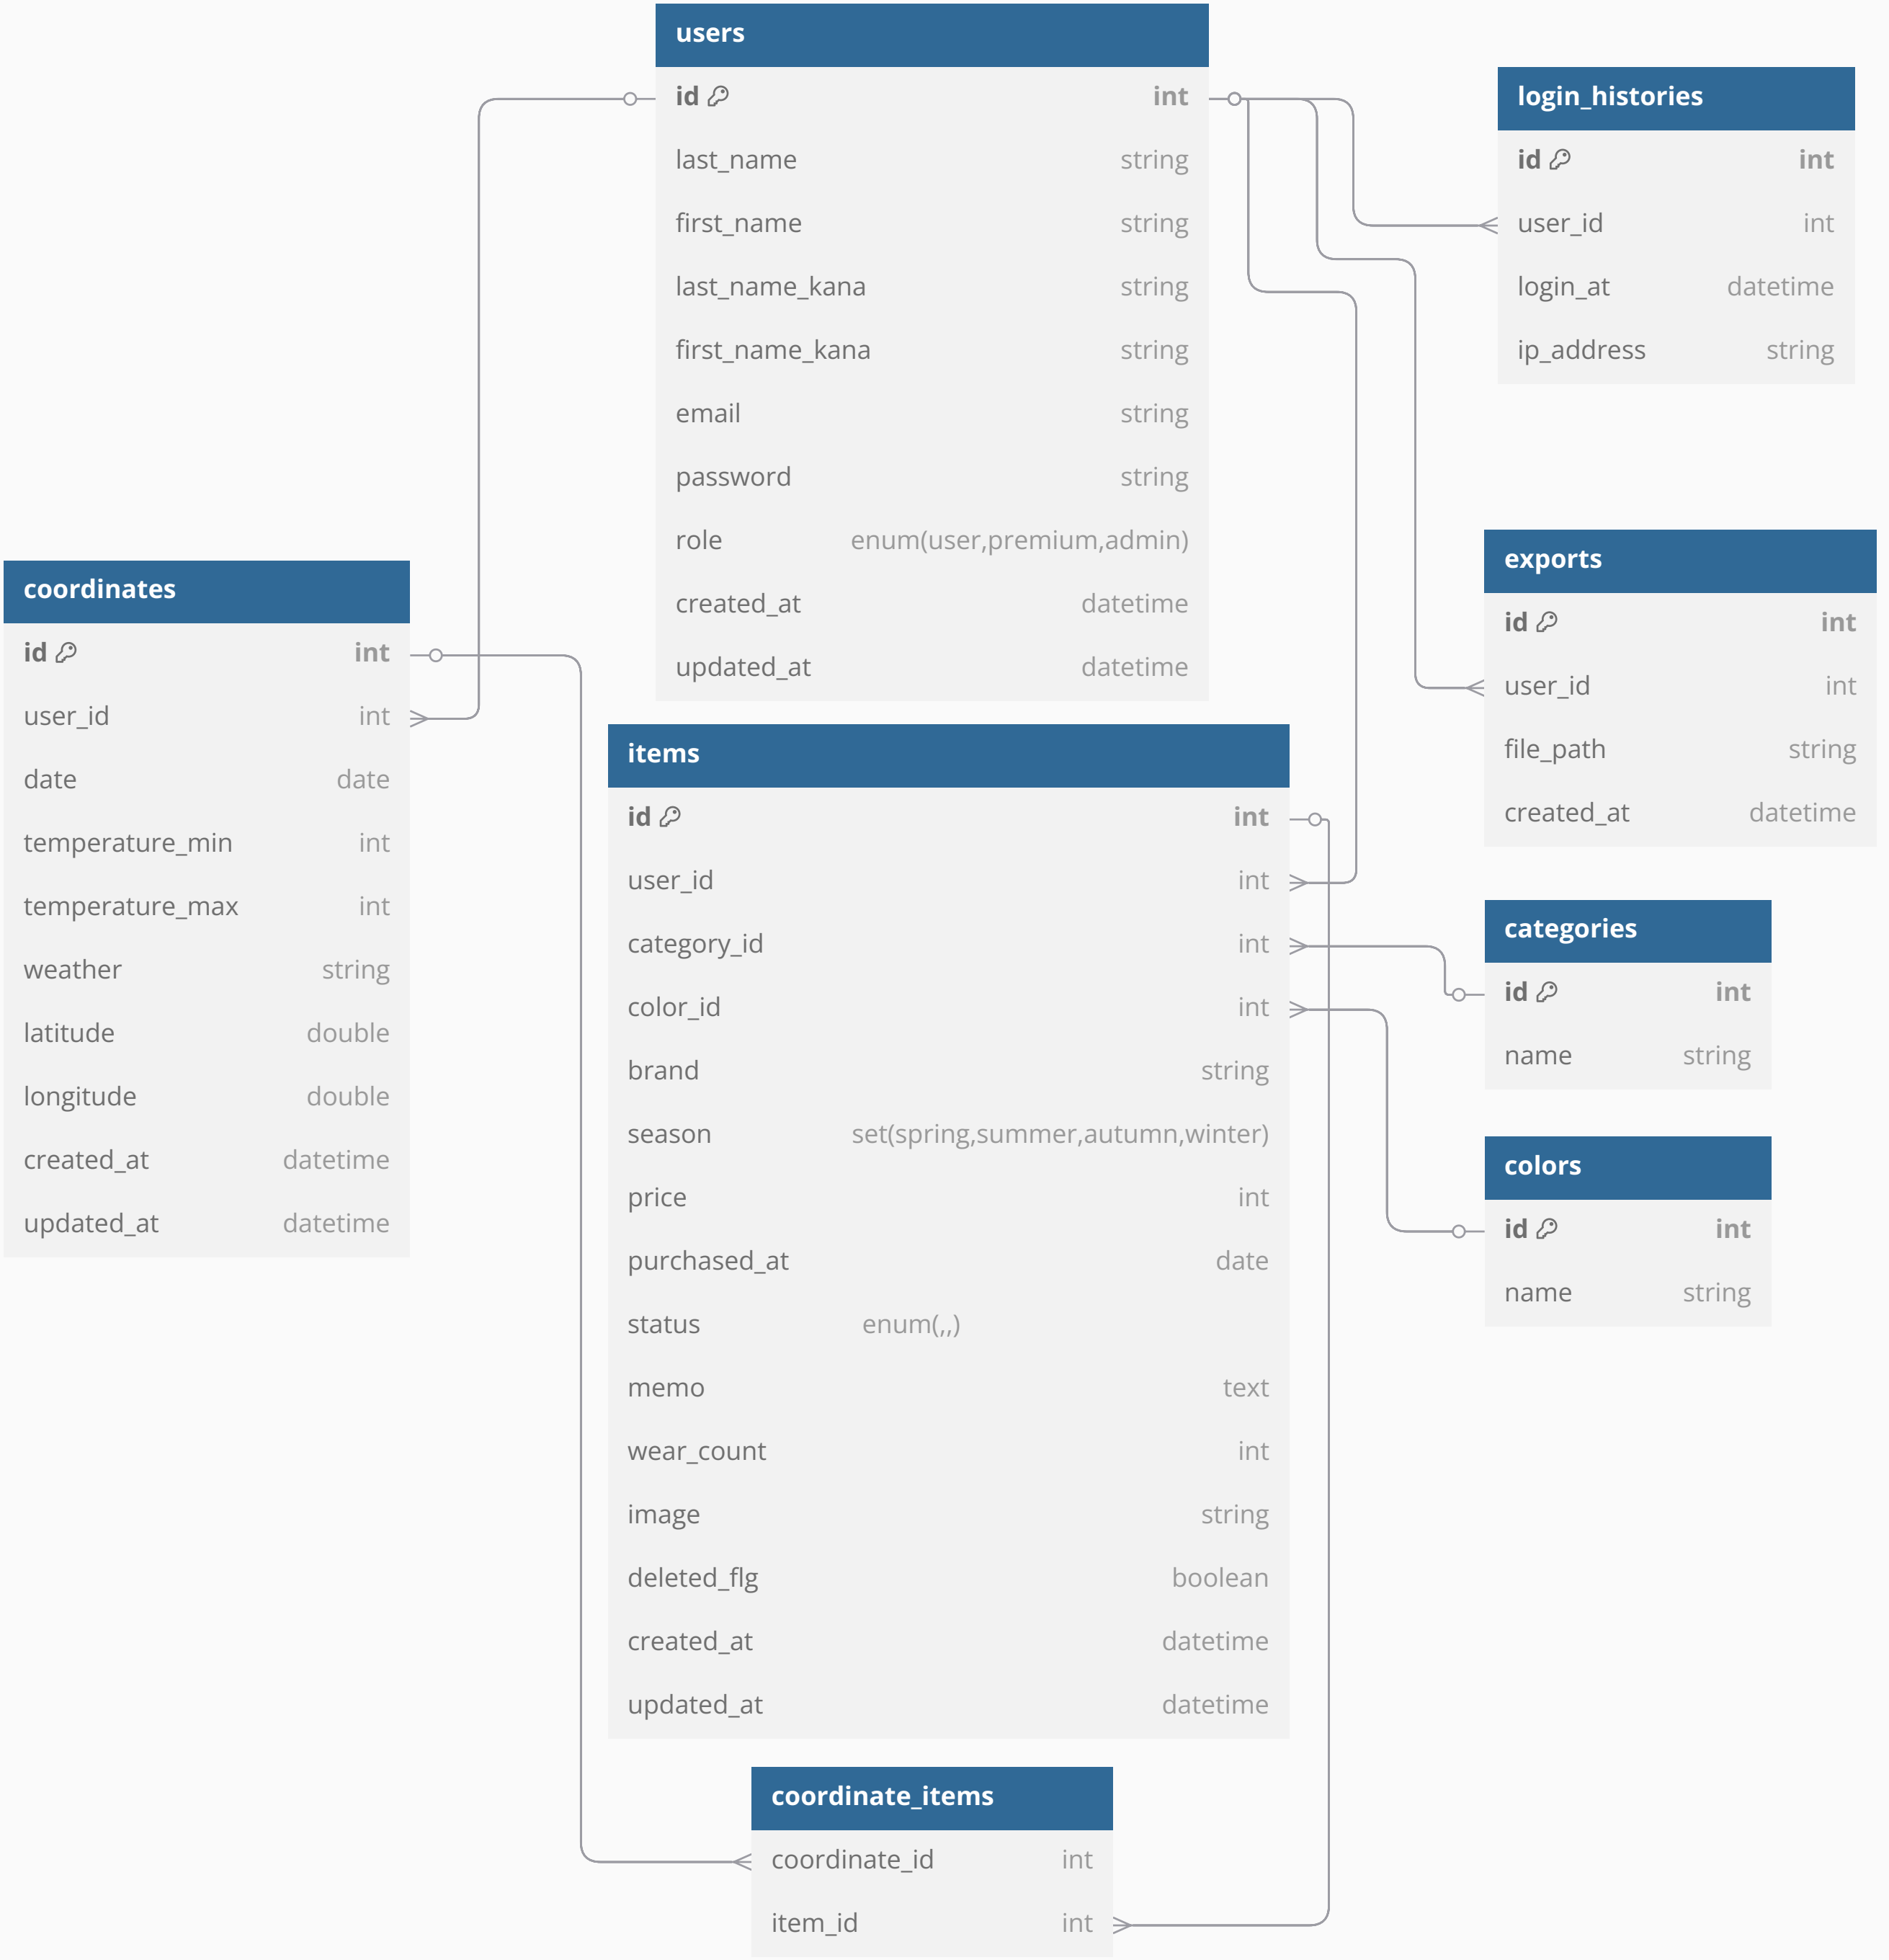 users
id int
last_name string
first_name string
last_name_kana string
first_name_kana string
email string
password string
role enum(user,premium,admin)
created_at datetime
updated_at datetime
login_histories
id int
user_id int
login_at datetime
ip_address string
coordinates
id int
user_id int
date date
temperature_min int
temperature_max int
weather string
latitude double
longitude double
created_at datetime
updated_at datetime
exports
id int
user_id int
file_path string
created_at datetime
items
id int
user_id int
category_id int
color_id int
brand string
season set(spring,summer,autumn,winter)
price int
purchased_at date
status enum(,,)
memo text
wear_count int
image string
deleted_flg boolean
created_at datetime
updated_at datetime
categories
id int
name string
colors
id int
name string
coordinate_items
coordinate_id int
item_id int